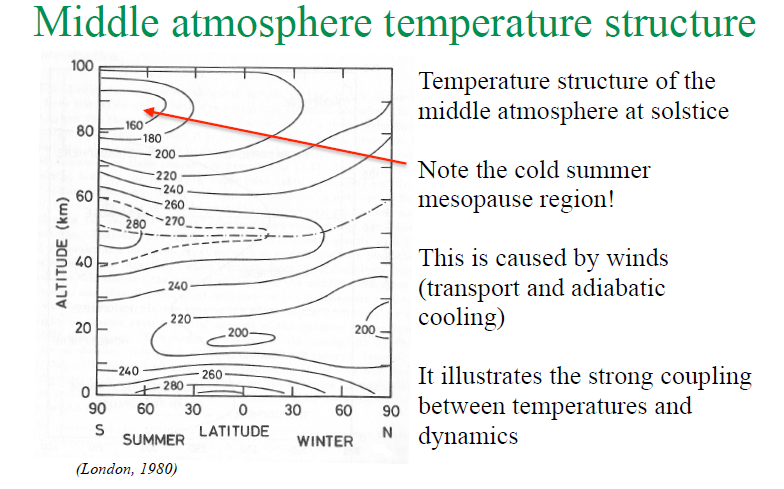 Middle atmosphere temperature structure
Temperature structure of the
middle atmosphere at solstice
Note the cold summer
mesopause region!
This is caused by winds
(transport and adiabatic
cooling)
It illustrates the strong coupling
between temperatures and
dynamics
ALTITUDE (km)
100
80
60
40
20
0
160
180
200
220
240
260
270
280
240
220
200
200
240
260
280
90 60 30 0 30 60 90
S SUMMER LATITUDE WINTER N
(London, 1980)